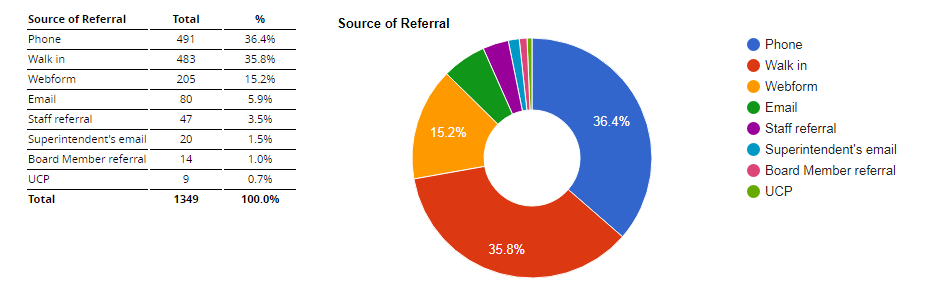 Source of Referral Total %
Phone 491 36.4%
Walk in 483 35.8%
Webform 205 15.2%
Email 80 5.9%
Staff referral 47 3.5%
Superintendent's email 20 1.5%
Board Member referral 14 1.0%
UCP 9 0.7%
Total 1349 100.0%
Source of Referral
36.4%
15.2%
35.8%
Phone
Walk in
Webform
Email
Staff referral
Superintendent's email
Board Member referral
UCP